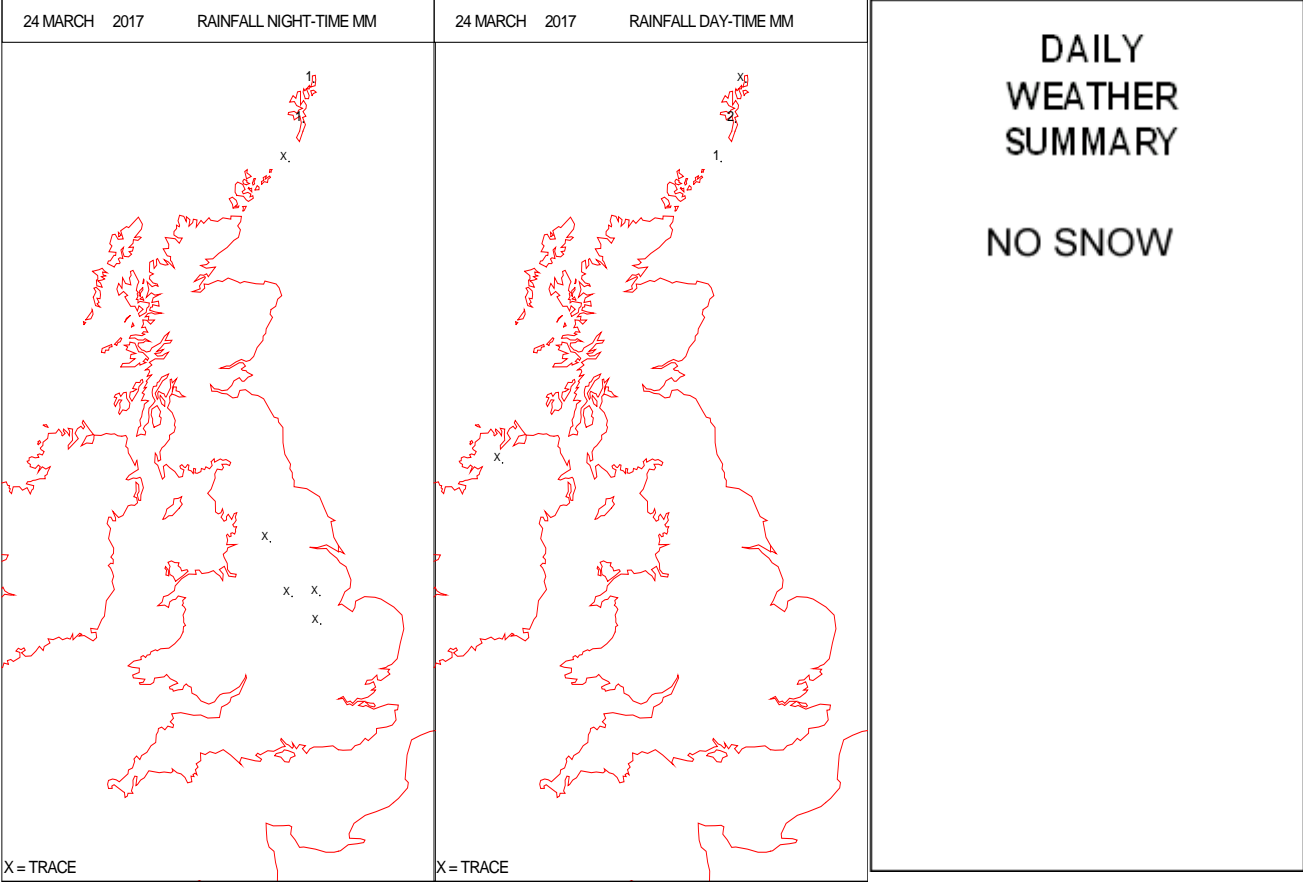 24 MARCH 2017 RAINFALL NIGHT-TIME MM
1
1
X.
X.
X. X.
X.
X = TRACE
24 MARCH 2017 RAINFALL DAY-TIME MM
X
2
1.
X.
X = TRACE
DAILY
WEATHER
SUMMARY
NO SNOW